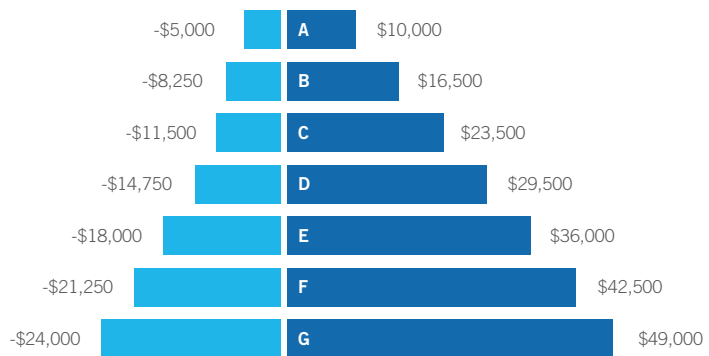 -$5,000 A $10,000
-$8,250 B $16,500
-$11,500 C $23,500
-$14,750 D $29,500
-$18,000 E $36,000
-$21,250 F $42,500
-$24,000 G $49,000